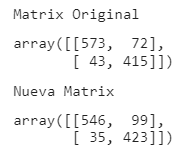 Matrix Original
array([[573,  72],
       [ 43, 415]])
Nueva Matrix
array([[546,  99],
       [ 35, 423]])